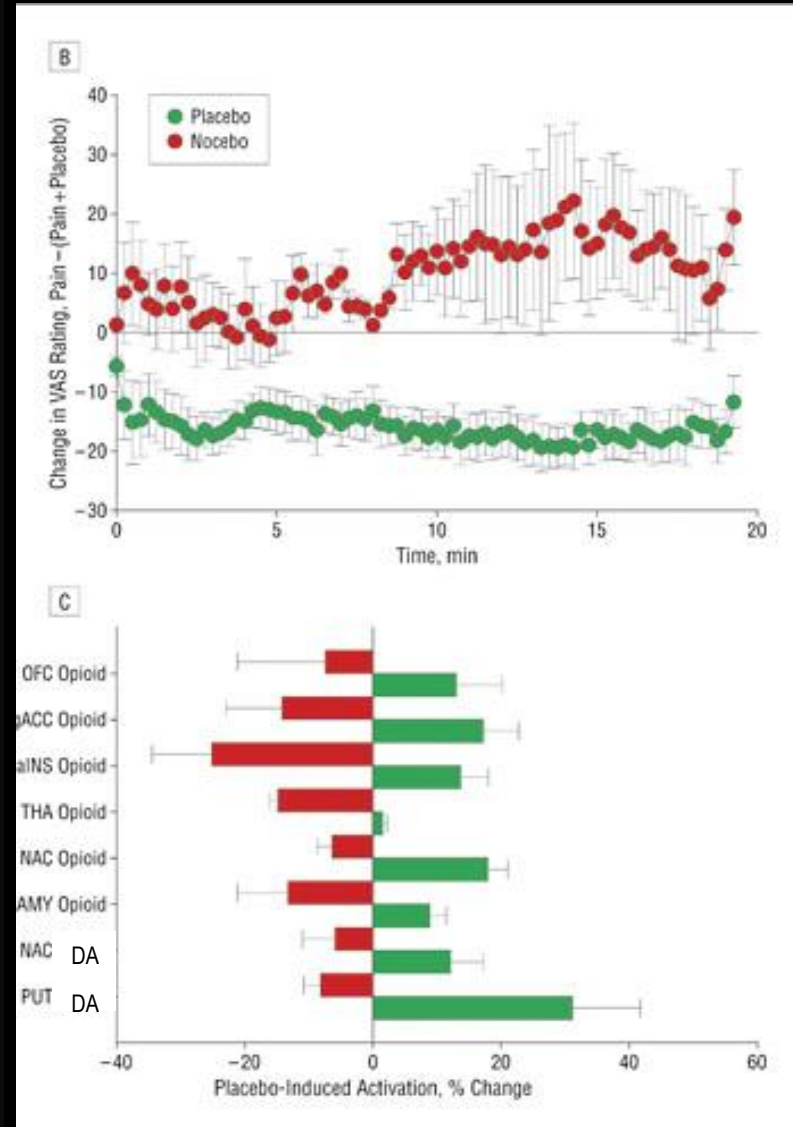 B
Change in VAS Rating, Pain – (Pain + Placebo)
40
30
20
10
0
–10
–20
–30
Placebo
Nocebo
0 5 10 15 20
Time, min
C
OFC Opioid
gACC Opioid
aINS Opioid
THA Opioid
NAC Opioid
AMY Opioid
NAC DA
PUT DA
–40 –20 0 20 40 60
Placebo-Induced Activation, % Change